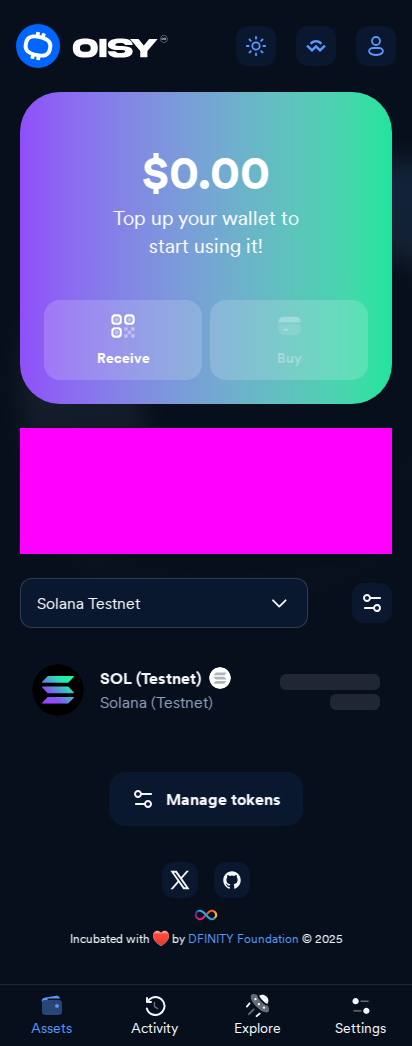 OISY
$0.00
Top up your wallet to
start using it!
Receive
Buy
Solana Testnet
SOL (Testnet)
Solana (Testnet)
Manage tokens
Incubated with ❤️ by DFINITY Foundation © 2025
Assets
Activity
Explore
Settings